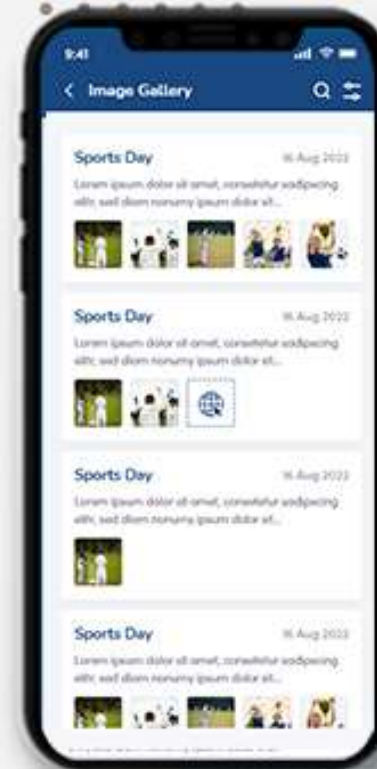 9:41
Image Gallery
Sports Day
16 Aug 2022
Lorem ipsum dolor sit amet, consetetur sadipscing
elitr, sed diam nonumy ipsum dolor sit...
Sports Day
16 Aug 2022
Lorem ipsum dolor sit amet, consetetur sadipscing
elitr, sed diam nonumy ipsum dolor sit...
Sports Day
16 Aug 2022
Lorem ipsum dolor sit amet, consetetur sadipscing
elitr, sed diam nonumy ipsum dolor sit...
Sports Day
16 Aug 2022
Lorem ipsum dolor sit amet, consetetur sadipscing
elitr, sed diam nonumy ipsum dolor sit...